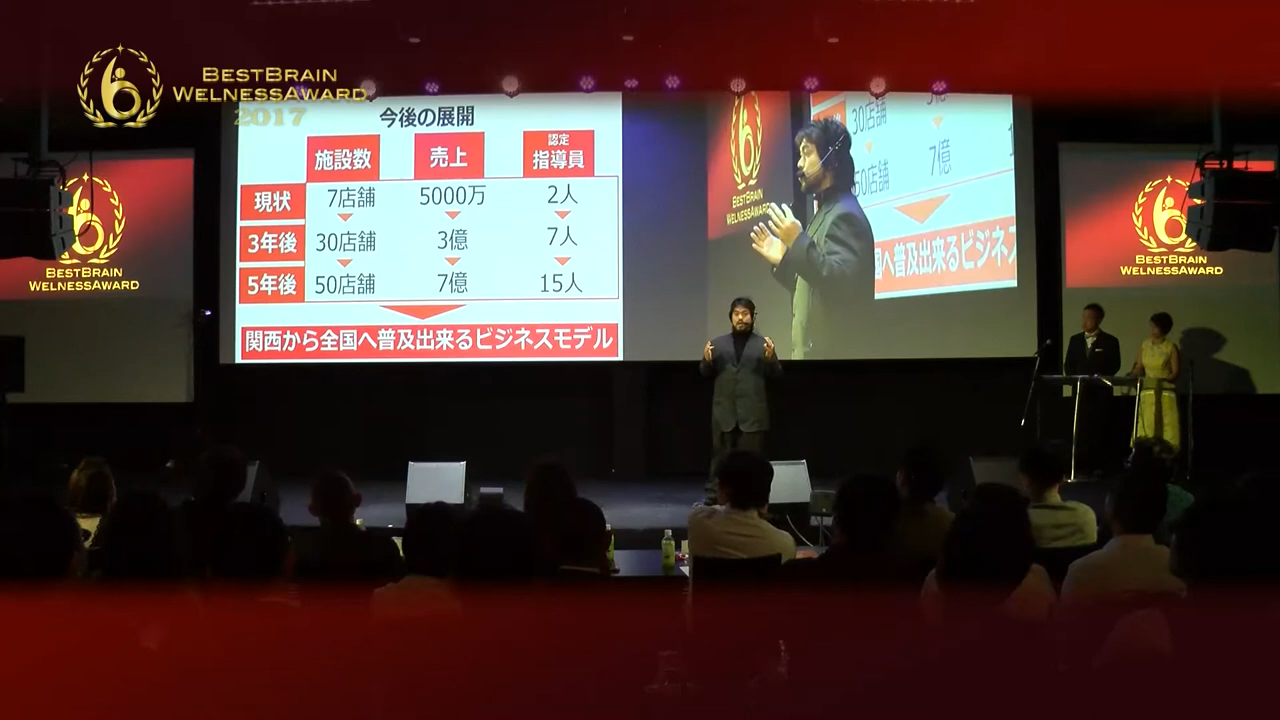 BESTBRAIN
WELNESSAWARD
2017
今後の展開
施設数
売上
認定
指導員
現状
7店舗
5000万
2人
3年後
30店舗
3億
7人
5年後
50店舗
7億
15人
関西から全国へ普及出来るビジネスモデル
BESTBRAIN
WELNESSAWARD
BESTBRAIN
WELNESSAWARD
30店舗
50店舗
7億
へ普及出来るビジネス
BESTBRAIN
WELNESSAWARD